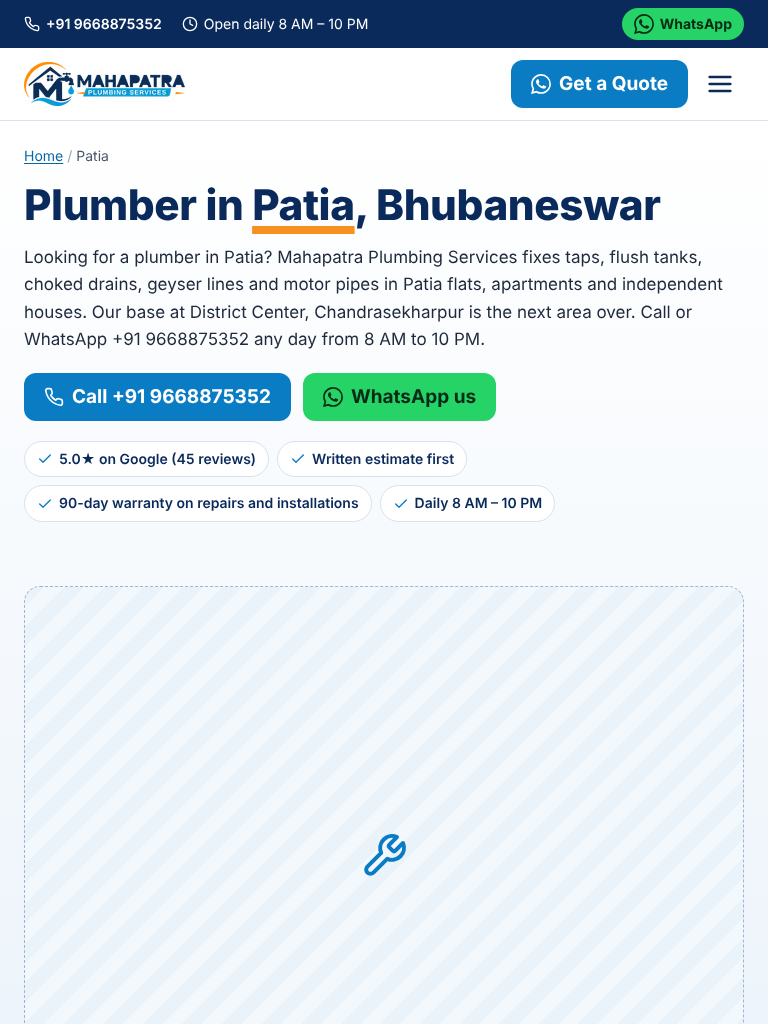 +91 9668875352
Open daily 8 AM – 10 PM
WhatsApp
MAHAPATRA
PLUMBING SERVICES
Get a Quote
Home / Patia
Plumber in Patia, Bhubaneswar
Looking for a plumber in Patia? Mahapatra Plumbing Services fixes taps, flush tanks,
choked drains, geyser lines and motor pipes in Patia flats, apartments and independent
houses. Our base at District Center, Chandrasekharpur is the next area over. Call or
WhatsApp +91 9668875352 any day from 8 AM to 10 PM.
Call +91 9668875352
WhatsApp us
5.0★ on Google (45 reviews)
Written estimate first
90-day warranty on repairs and installations
Daily 8 AM – 10 PM